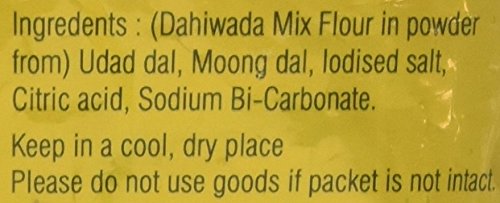 Ingredents : (Dahiwada Mix Flour in powder
from) Udad dal, Moong dal, Iodised salt,
Citric acid, Sodium Bi-Carbonate.
Keep in a cool, dry place
Please do not use goods if packet is not intact.